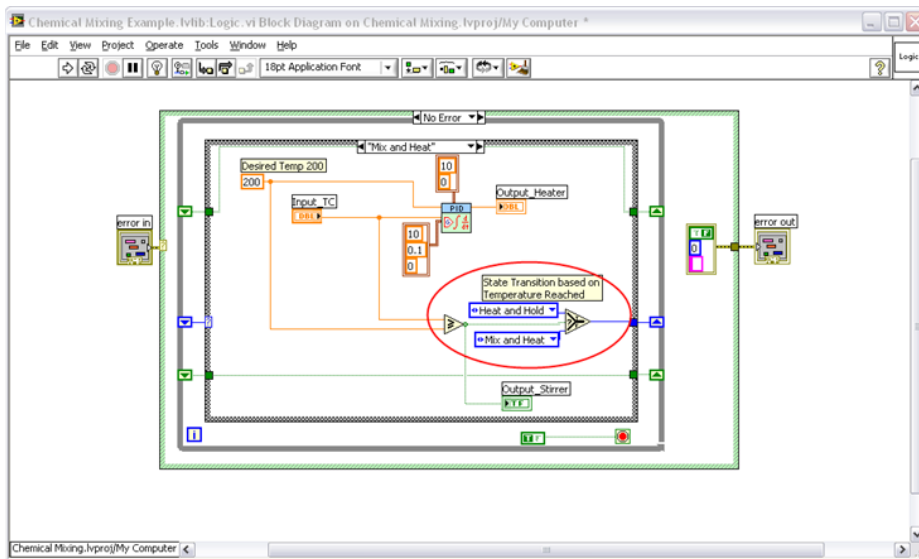 Chemical Mixing Example.lvlib:Logic.vi Block Diagram on Chemical Mixing.lvproj/My Computer *
File Edit View Project Operate Tools Window Help
18pt Application Font
?
Logic
No Error
"Mix and Heat"
Desired Temp 200
200
10
0
Output_Heater
DBL
Input_TC
DBL
PID
10
0.1
0
error in
error out
T F
0
State Transition based on
Temperature Reached
Heat and Hold
Mix and Heat
?
Output_Stirrer
TF
i
T F
Chemical Mixing.lvproj/My Computer